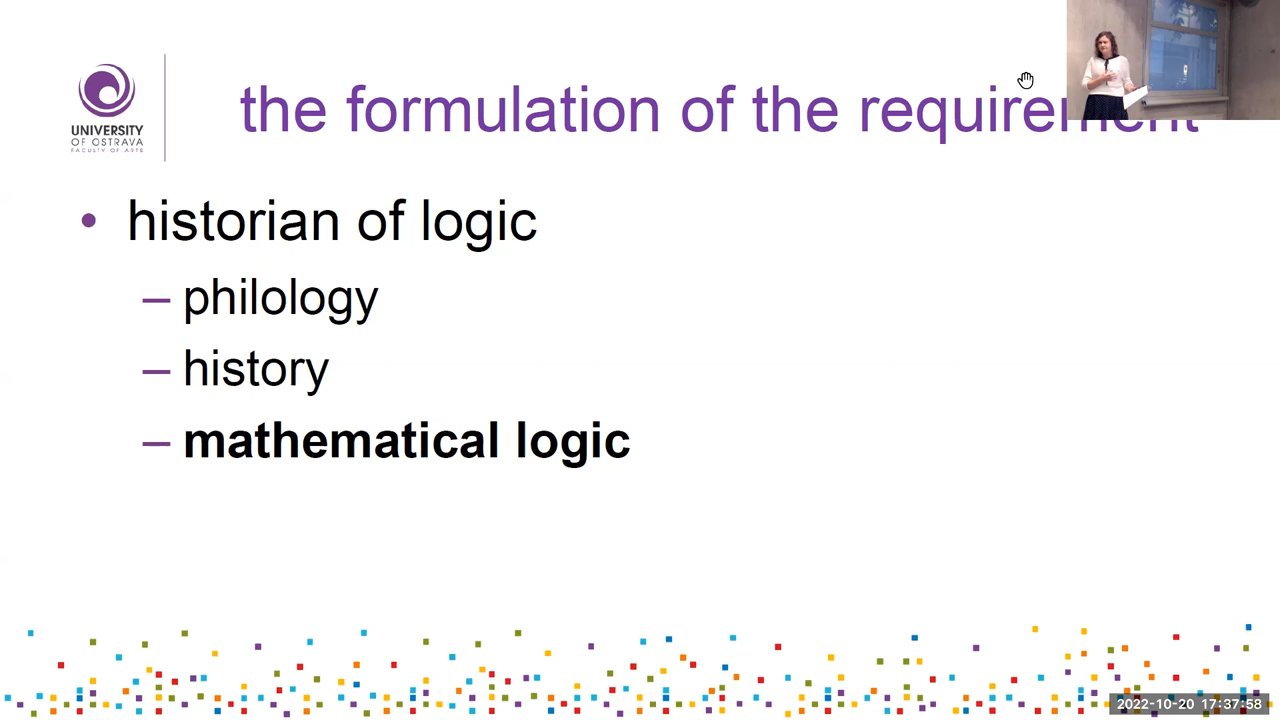 UNIVERSITY
OF OSTRAVA
FACULTY OF ARTS
the formulation of the requirement
• historian of logic
– philology
– history
– mathematical logic
2022-10-20 17:37:58